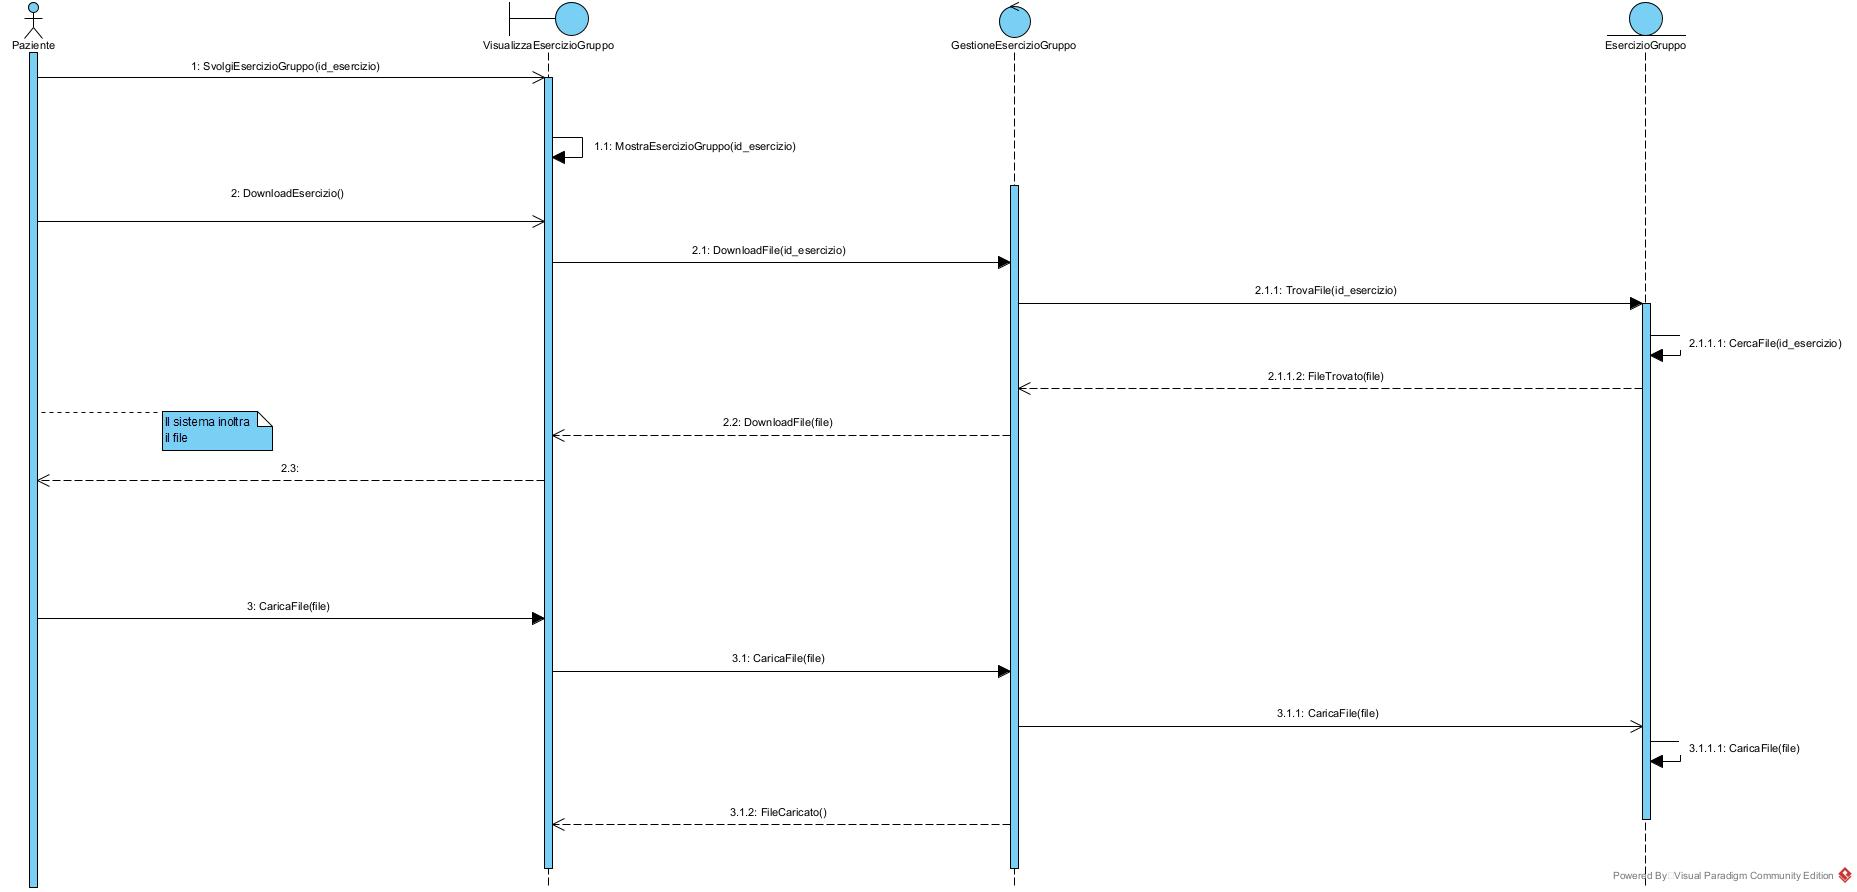 Paziente
VisualizzaEsercizioGruppo
GestioneEsercizioGruppo
EsercizioGruppo
1: SvolgiEsercizioGruppo(id_esercizio)
1.1: MostraEsercizioGruppo(id_esercizio)
2: DownloadEsercizio()
2.1: DownloadFile(id_esercizio)
2.1.1: TrovaFile(id_esercizio)
2.1.1.1: CercaFile(id_esercizio)
2.1.1.2: FileTrovato(file)
Il sistema inoltra
il file
2.2: DownloadFile(file)
2.3:
3: CaricaFile(file)
3.1: CaricaFile(file)
3.1.1: CaricaFile(file)
3.1.1.1: CaricaFile(file)
3.1.2: FileCaricato()
Powered By Visual Paradigm Community Edition